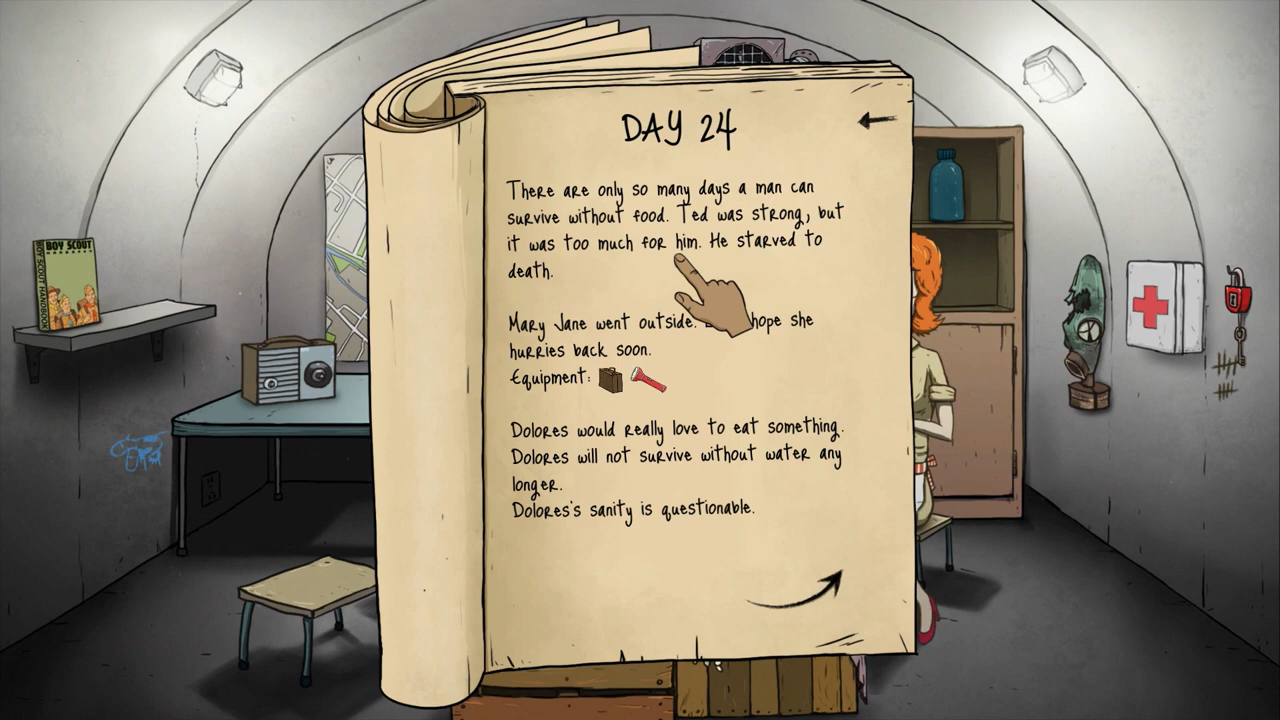 DAY 24
There are only so many days a man can
survive without food. Ted was strong, but
it was too much for him. He starved to
death.
Mary Jane went outside. hope she
hurries back soon.
Equipment:
Dolores would really love to eat something.
Dolores will not survive without water any
longer.
Dolores's sanity is questionable.
BOY SCOUT
BOY SCOUT HANDBOOK